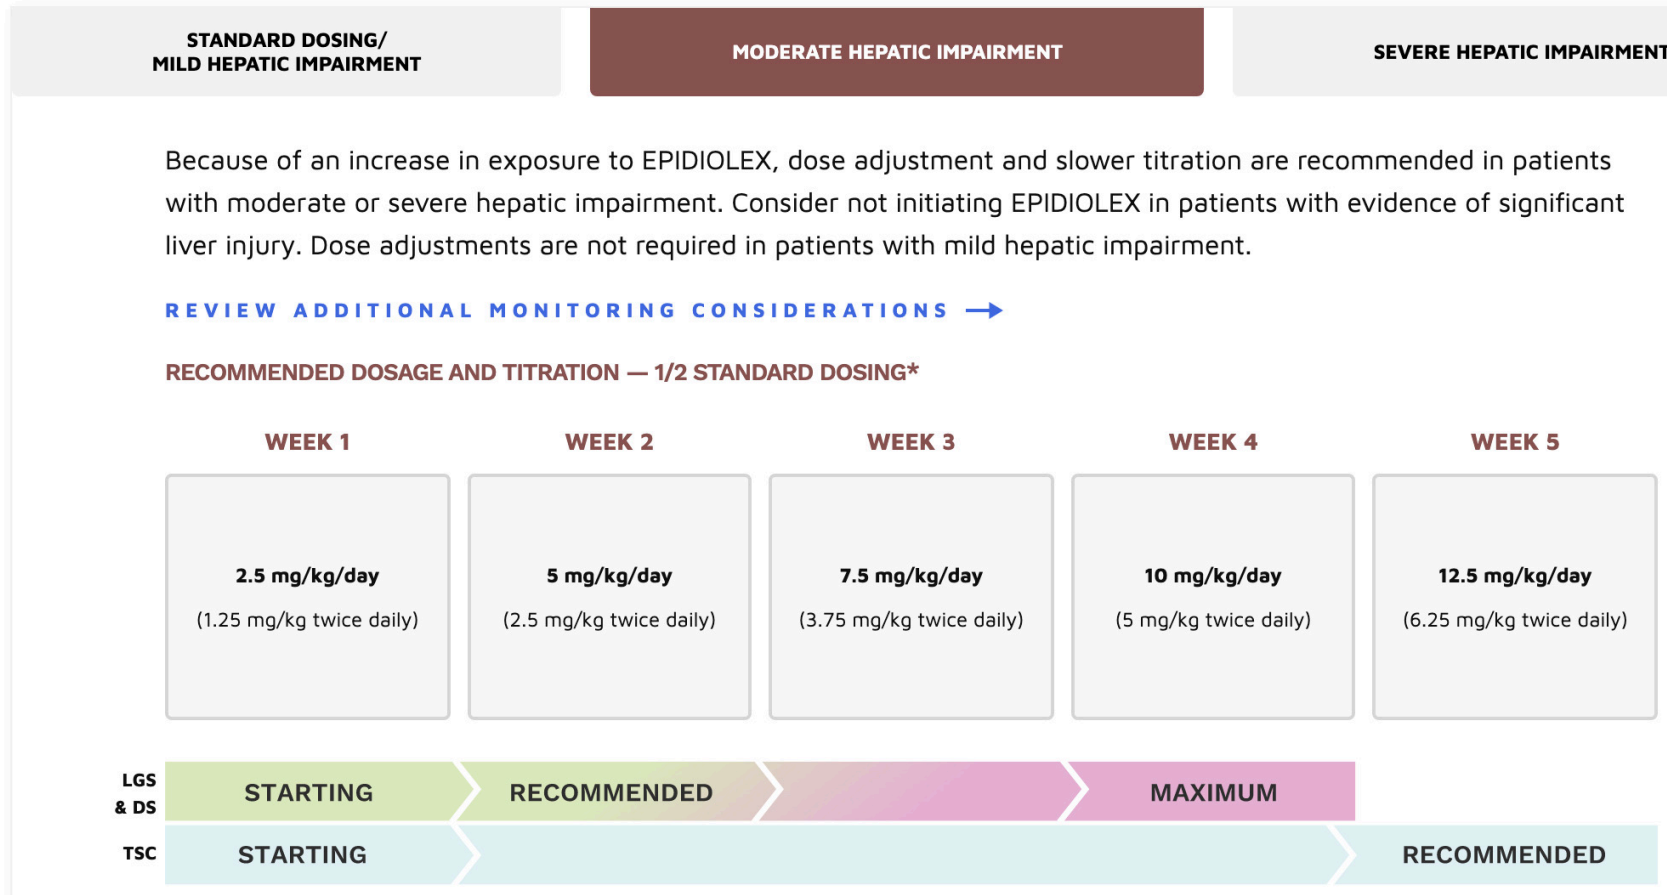 STANDARD DOSING/
MILD HEPATIC IMPAIRMENT
MODERATE HEPATIC IMPAIRMENT
SEVERE HEPATIC IMPAIRMENT
Because of an increase in exposure to EPIDIOLEX, dose adjustment and slower titration are recommended in patients
with moderate or severe hepatic impairment. Consider not initiating EPIDIOLEX in patients with evidence of significant
liver injury. Dose adjustments are not required in patients with mild hepatic impairment.
REVIEW ADDITIONAL MONITORING CONSIDERATIONS →
RECOMMENDED DOSAGE AND TITRATION — 1/2 STANDARD DOSING*
WEEK 1
WEEK 2
WEEK 3
WEEK 4
WEEK 5
2.5 mg/kg/day
(1.25 mg/kg twice daily)
5 mg/kg/day
(2.5 mg/kg twice daily)
7.5 mg/kg/day
(3.75 mg/kg twice daily)
10 mg/kg/day
(5 mg/kg twice daily)
12.5 mg/kg/day
(6.25 mg/kg twice daily)
LGS
& DS
STARTING
RECOMMENDED
MAXIMUM
TSC
STARTING
RECOMMENDED